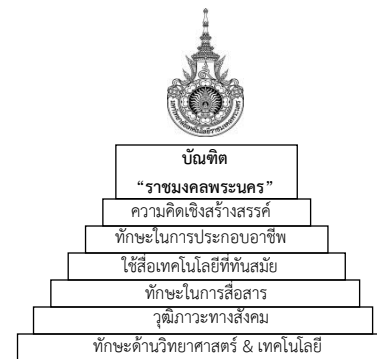 บัณฑิต
“ราชมงคลพระนคร”
ความคิดเชิงสร้างสรรค์
ทักษะในการประกอบอาชีพ
ใช้สื่อเทคโนโลยีที่ทันสมัย
ทักษะในการสื่อสาร
วุฒิภาวะทางสังคม
ทักษะด้านวิทยาศาสตร์ & เทคโนโลยี